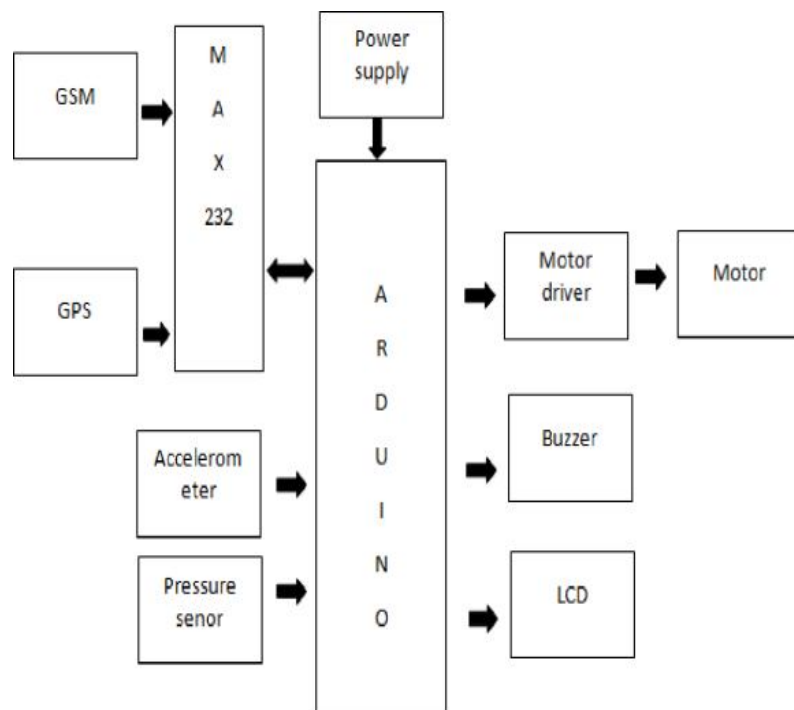 GSM
M
A
X
232
Power
supply
GPS
A
R
D
U
I
N
O
Motor
driver
Motor
Accelerom
eter
Buzzer
Pressure
senor
LCD